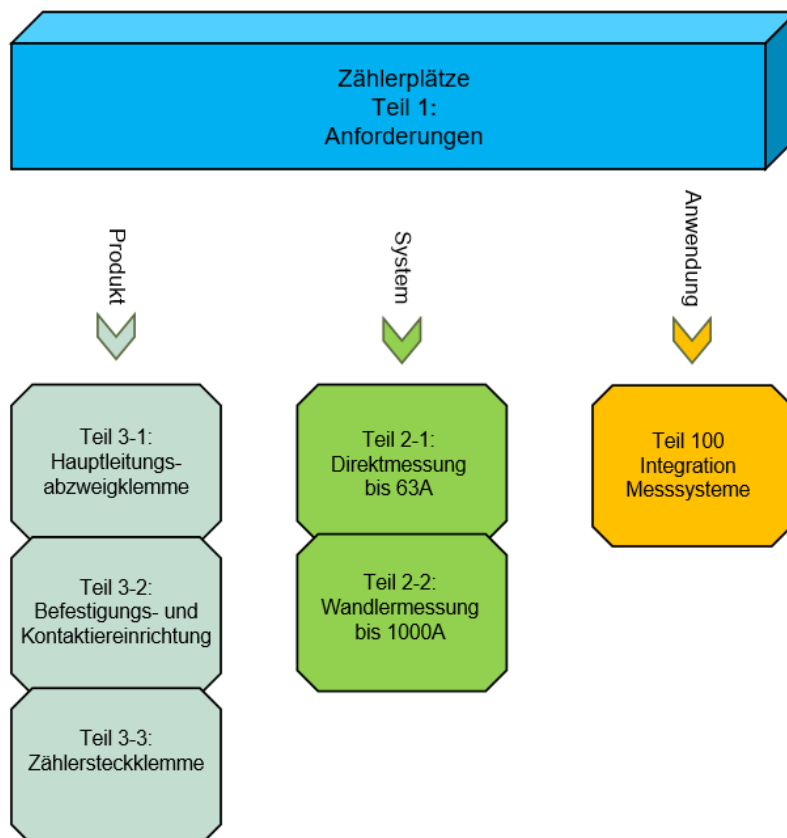 Zählerplätze
Teil 1:
Anforderungen
Produkt
System
Anwendung
Teil 3-1:
Hauptleitungs-
abzweigklemme
Teil 3-2:
Befestigungs- und
Kontaktiereinrichtung
Teil 3-3:
Zählersteckklemme
Teil 2-1:
Direktmessung
bis 63A
Teil 2-2:
Wandlermessung
bis 1000A
Teil 100
Integration
Messsysteme